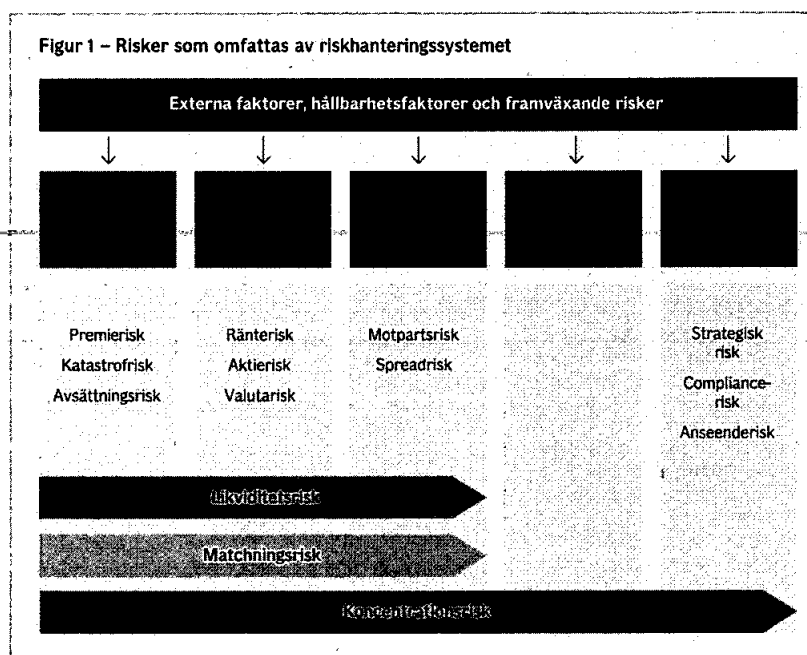 Figur 1 – Risker som omfattas av riskhanteringssystemet
Externa faktorer, hållbarhetsfaktorer och framväxande risker
Premierisk
Katastrofrisk
Avsättningsrisk
Ränterisk
Aktierisk
Valutarisk
Motpartsrisk
Spreadrisk
Strategisk
risk
Compliance-
risk
Anseenderisk
Likviditetsrisk
Matchningsrisk
Koncentrationsrisk